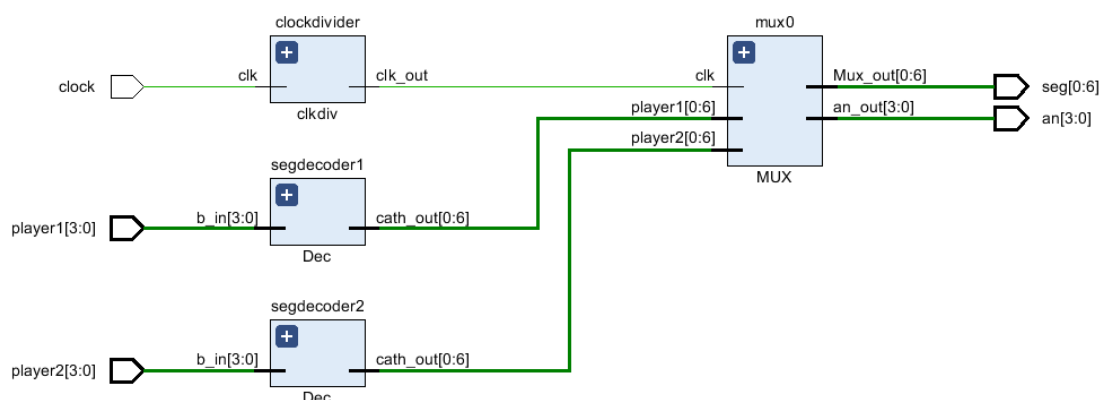 clockdivider
mux0
clock
clk
clk_out
clk
Mux_out[0:6]
seg[0:6]
clkdiv
player1[0:6]
an_out[3:0]
an[3:0]
player2[0:6]
segdecoder1
MUX
player1[3:0]
b_in[3:0]
cath_out[0:6]
Dec
segdecoder2
player2[3:0]
b_in[3:0]
cath_out[0:6]
Dec